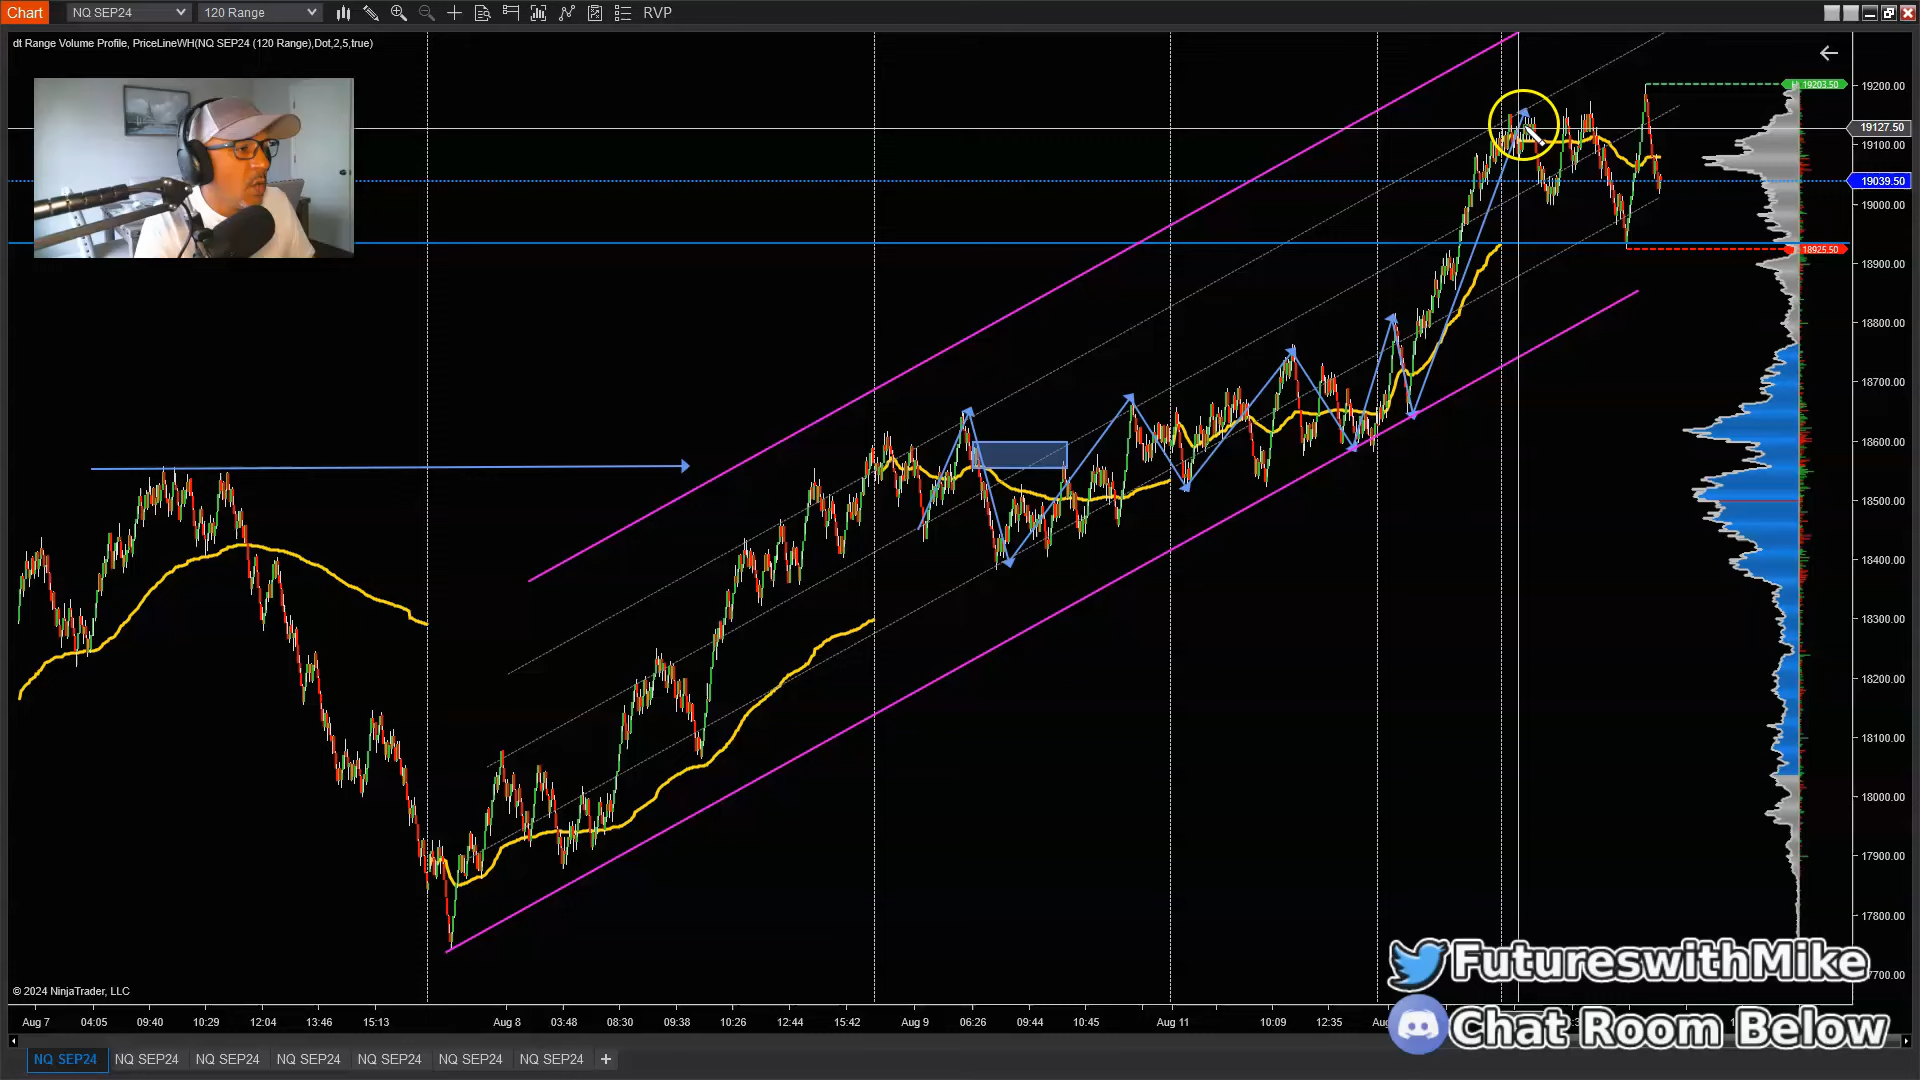 Chart NQ SEP24 120 Range RVP
dt Range Volume Profile, PriceLineWH(NQ SEP24 (120 Range),Dot,2,5,true)
19203.50
19200.00
19127.50
19100.00
19039.50
19000.00
18925.50
18900.00
18800.00
18700.00
18600.00
18500.00
18400.00
18300.00
18200.00
18100.00
18000.00
17900.00
17800.00
FutureswithMike
7700.00
© 2024 NinjaTrader, LLC
Aug 7 04:05 09:40 10:29 12:04 13:46 15:13 Aug 8 03:48 08:30 09:38 10:26 12:44 15:42 Aug 9 06:26 09:44 10:45 Aug 11 10:09 12:35
Chat Room Below
NQ SEP24 NQ SEP24 NQ SEP24 NQ SEP24 NQ SEP24 NQ SEP24 NQ SEP24 +